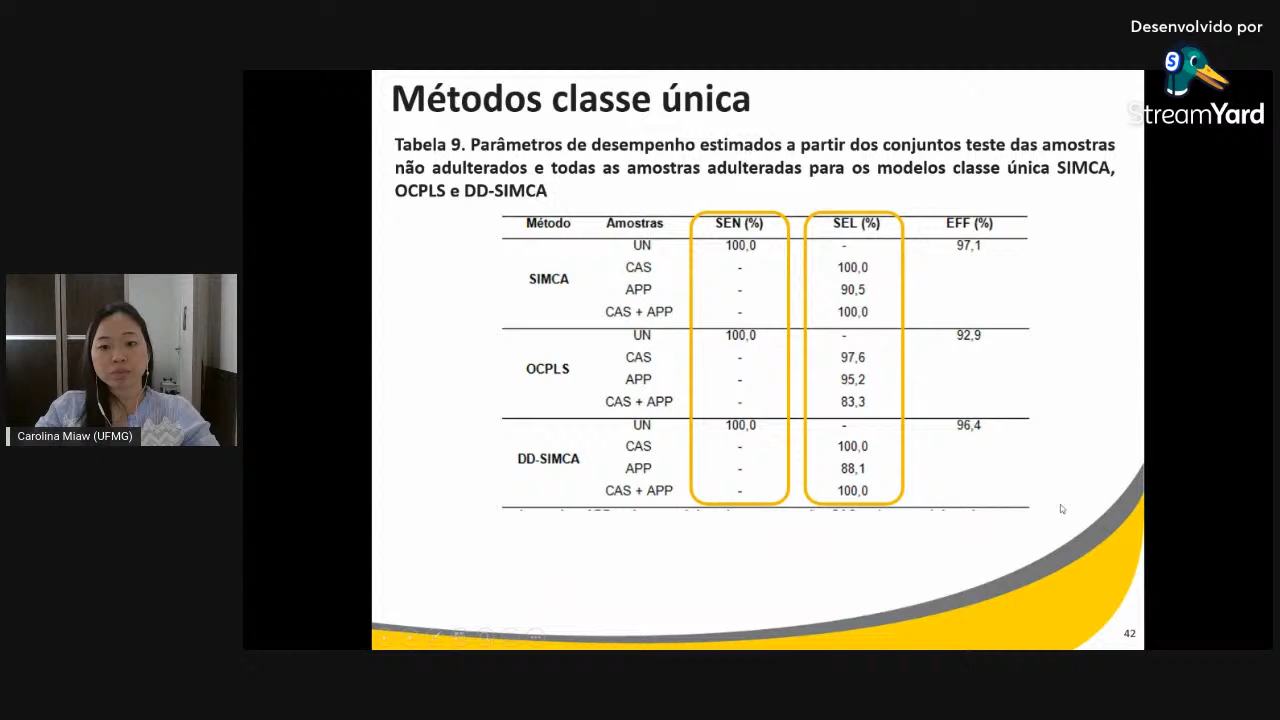 Desenvolvido por
StreamYard
Métodos classe única
Tabela 9. Parâmetros de desempenho estimados a partir dos conjuntos teste das amostras
não adulterados e todas as amostras adulteradas para os modelos classe única SIMCA,
OCPLS e DD-SIMCA
Método Amostras SEN (%) SEL (%) EFF (%)
UN 100,0 - 97,1
CAS - 100,0
SIMCA
APP - 90,5
CAS + APP - 100,0
UN 100,0 - 92,9
CAS - 97,6
OCPLS
APP - 95,2
CAS + APP - 83,3
UN 100,0 - 96,4
CAS - 100,0
DD-SIMCA
APP - 88,1
CAS + APP - 100,0
Carolina Miaw (UFMG)
42